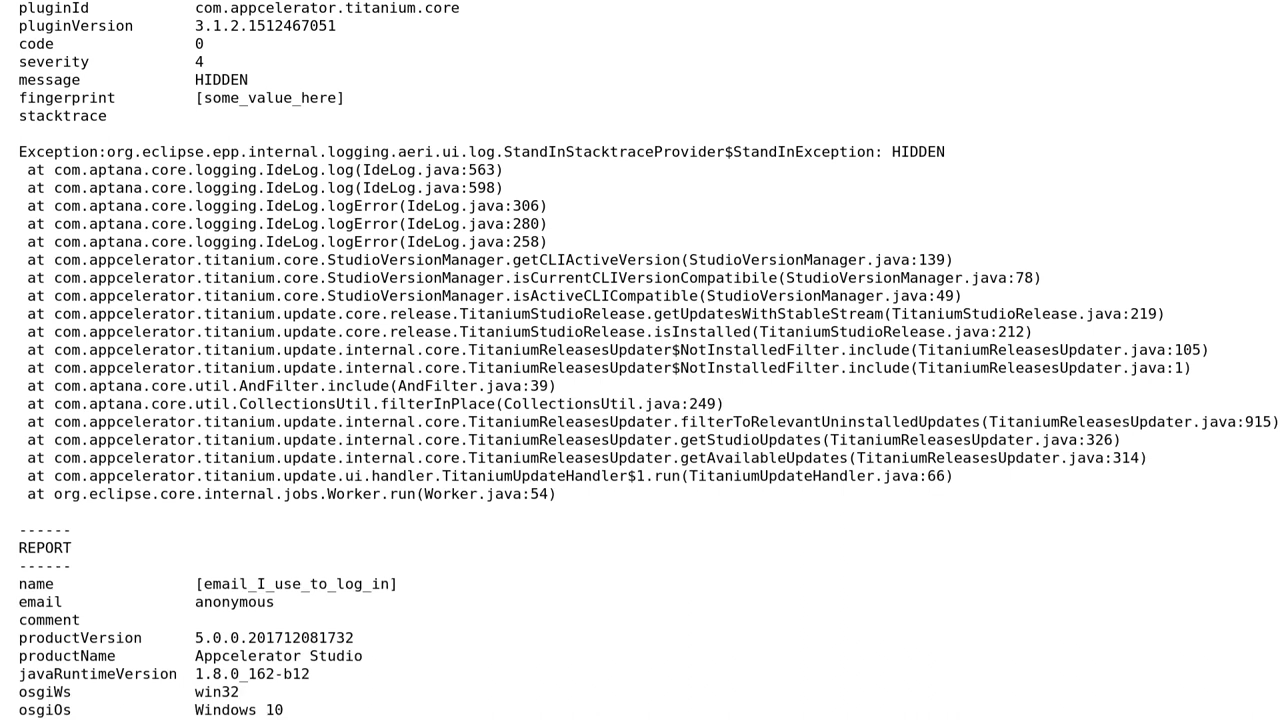 pluginId com.appcelerator.titanium.core
pluginVersion 3.1.2.1512467051
code 0
severity 4
message HIDDEN
fingerprint [some_value_here]
stacktrace
Exception:org.eclipse.epp.internal.logging.aeri.ui.log.StandInStacktraceProvider$StandInException: HIDDEN
at com.aptana.core.logging.IdeLog.log(IdeLog.java:563)
at com.aptana.core.logging.IdeLog.log(IdeLog.java:598)
at com.aptana.core.logging.IdeLog.logError(IdeLog.java:306)
at com.aptana.core.logging.IdeLog.logError(IdeLog.java:280)
at com.aptana.core.logging.IdeLog.logError(IdeLog.java:258)
at com.appcelerator.titanium.core.StudioVersionManager.getCLIActiveVersion(StudioVersionManager.java:139)
at com.appcelerator.titanium.core.StudioVersionManager.isCurrentCLIVersionCompatibile(StudioVersionManager.java:78)
at com.appcelerator.titanium.core.StudioVersionManager.isActiveCLICompatible(StudioVersionManager.java:49)
at com.appcelerator.titanium.update.core.release.TitaniumStudioRelease.getUpdatesWithStableStream(TitaniumStudioRelease.java:219)
at com.appcelerator.titanium.update.core.release.TitaniumStudioRelease.isInstalled(TitaniumStudioRelease.java:212)
at com.appcelerator.titanium.update.internal.core.TitaniumReleasesUpdater$NotInstalledFilter.include(TitaniumReleasesUpdater.java:105)
at com.appcelerator.titanium.update.internal.core.TitaniumReleasesUpdater$NotInstalledFilter.include(TitaniumReleasesUpdater.java:1)
at com.aptana.core.util.AndFilter.include(AndFilter.java:39)
at com.aptana.core.util.CollectionsUtil.filterInPlace(CollectionsUtil.java:249)
at com.appcelerator.titanium.update.internal.core.TitaniumReleasesUpdater.filterToRelevantUninstalledUpdates(TitaniumReleasesUpdater.java:915)
at com.appcelerator.titanium.update.internal.core.TitaniumReleasesUpdater.getStudioUpdates(TitaniumReleasesUpdater.java:326)
at com.appcelerator.titanium.update.internal.core.TitaniumReleasesUpdater.getAvailableUpdates(TitaniumReleasesUpdater.java:314)
at com.appcelerator.titanium.update.ui.handler.TitaniumUpdateHandler$1.run(TitaniumUpdateHandler.java:66)
at org.eclipse.core.internal.jobs.Worker.run(Worker.java:54)
------
REPORT
------
name [email_I_use_to_log_in]
email anonymous
comment
productVersion 5.0.0.201712081732
productName Appcelerator Studio
javaRuntimeVersion 1.8.0_162-b12
osgiWs win32
osgiOs Windows 10